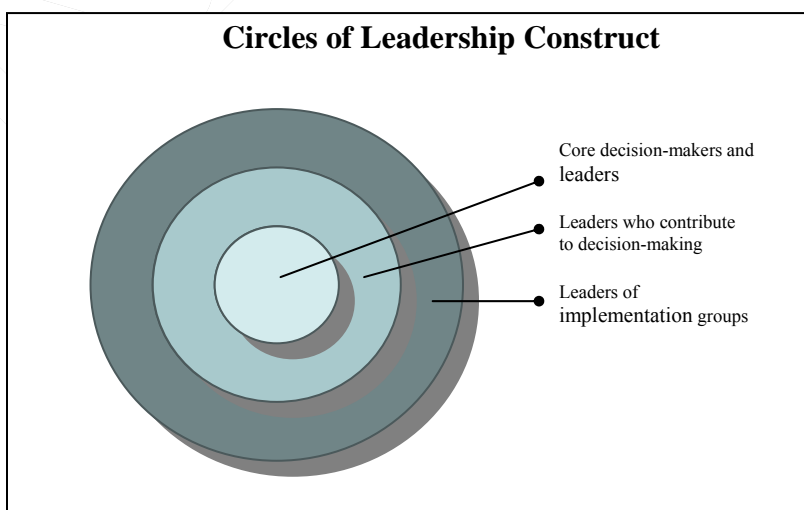 Circles of Leadership Construct
Core decision-makers and
leaders
Leaders who contribute
to decision-making
Leaders of
implementation groups